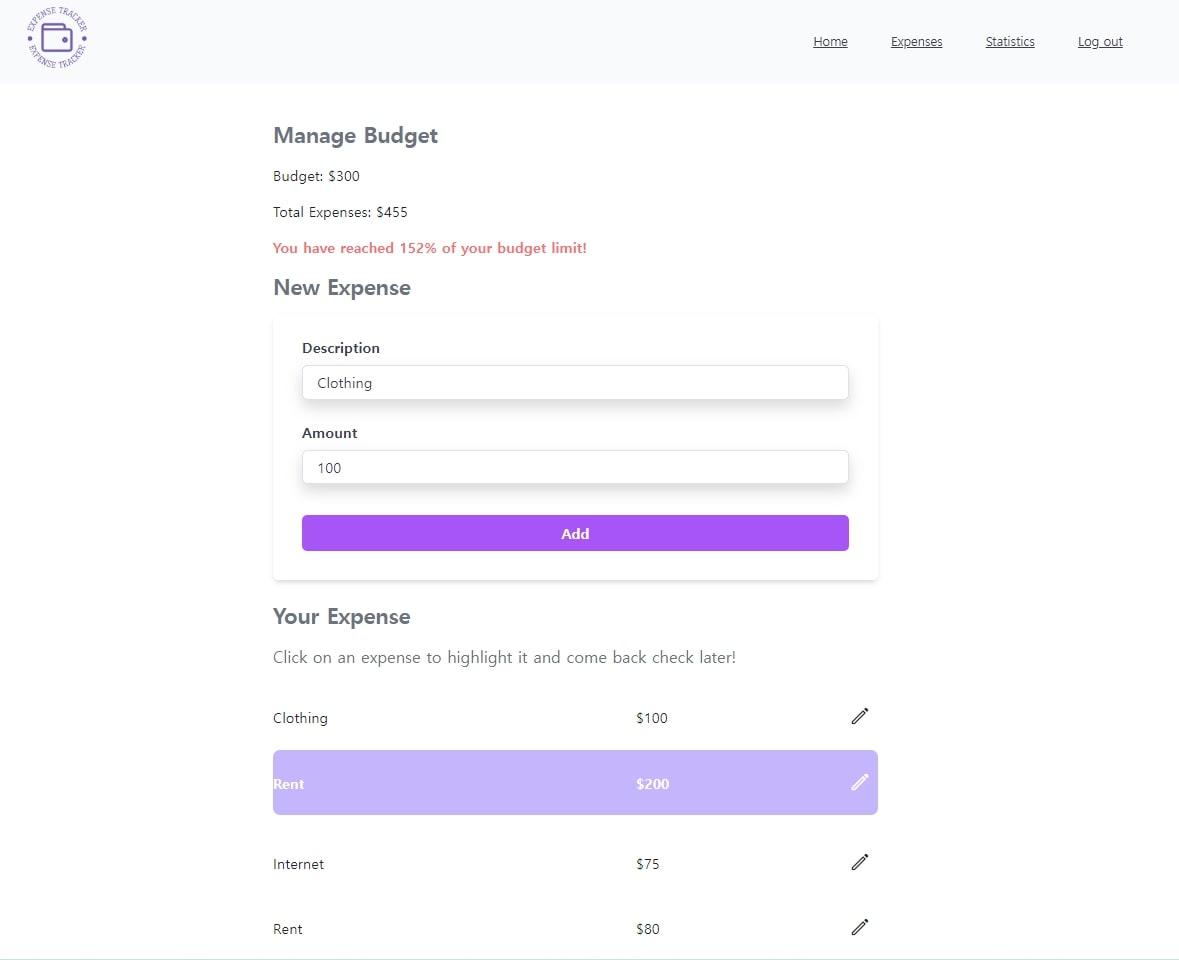 EXPENSE TRACKER
EXPENSE TRACKER
Home Expenses Statistics Log out
Manage Budget
Budget: $300
Total Expenses: $455
You have reached 152% of your budget limit!
New Expense
Description
Clothing
Amount
100
Add
Your Expense
Click on an expense to highlight it and come back check later!
Clothing $100
Rent $200
Internet $75
Rent $80